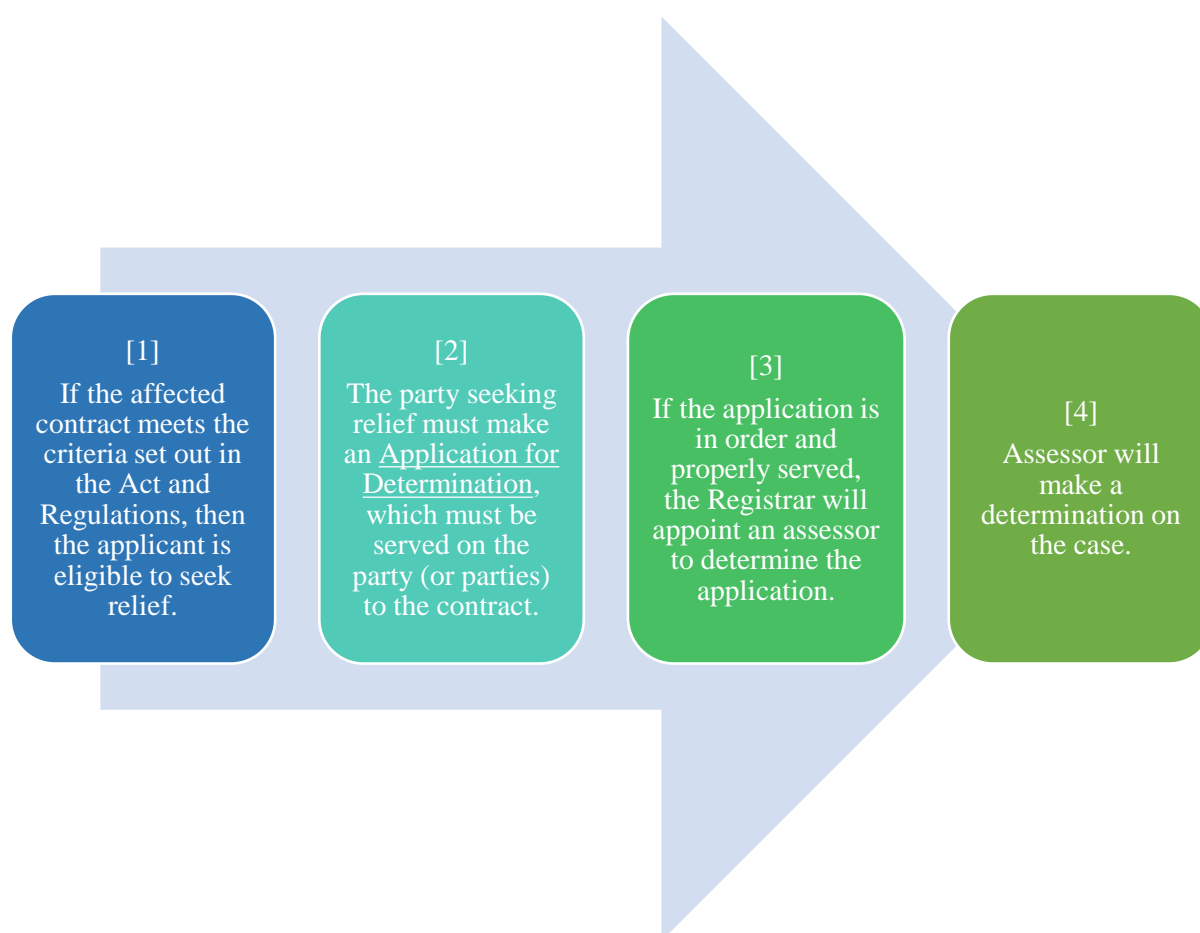 [1]
If the affected
contract meets the
criteria set out in
the Act and
Regulations, then
the applicant is
eligible to seek
relief.
[2]
The party seeking
relief must make
an Application for
Determination,
which must be
served on the
party (or parties)
to the contract.
[3]
If the application is
in order and
properly served,
the Registrar will
appoint an assessor
to determine the
application.
[4]
Assessor will
make a
determination on
the case.